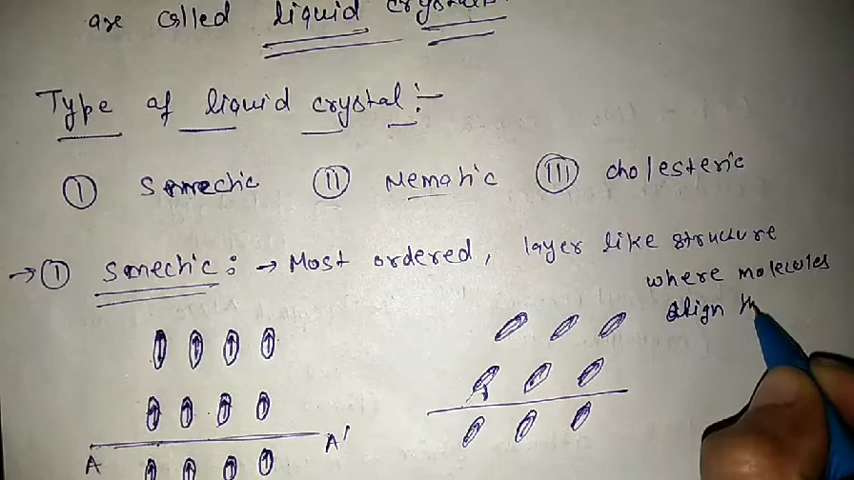 are called liquid crystal.
Type of liquid crystal:-
I Smectic II Nematic III cholesteric
→ I Smectic: → Most ordered, layer like structure
where molecules
align
A A'